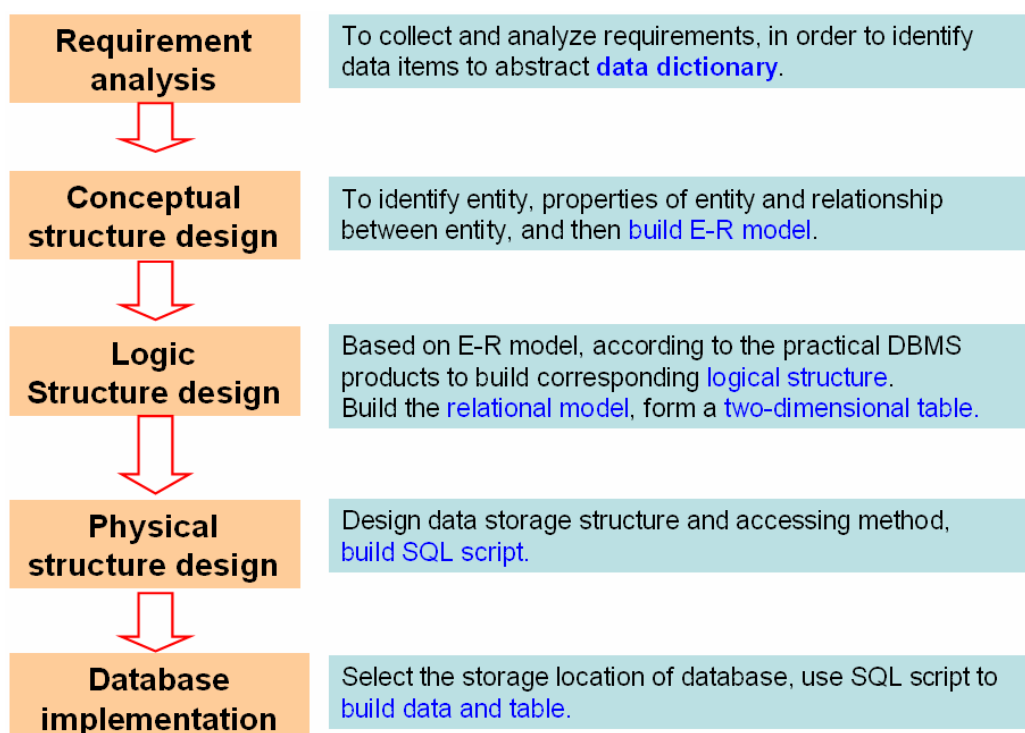 Requirement
analysis
To collect and analyze requirements, in order to identify
data items to abstract data dictionary.
Conceptual
structure design
To identify entity, properties of entity and relationship
between entity, and then build E-R model.
Logic
Structure design
Based on E-R model, according to the practical DBMS
products to build corresponding logical structure.
Build the relational model, form a two-dimensional table.
Physical
structure design
Design data storage structure and accessing method,
build SQL script.
Database
implementation
Select the storage location of database, use SQL script to
build data and table.